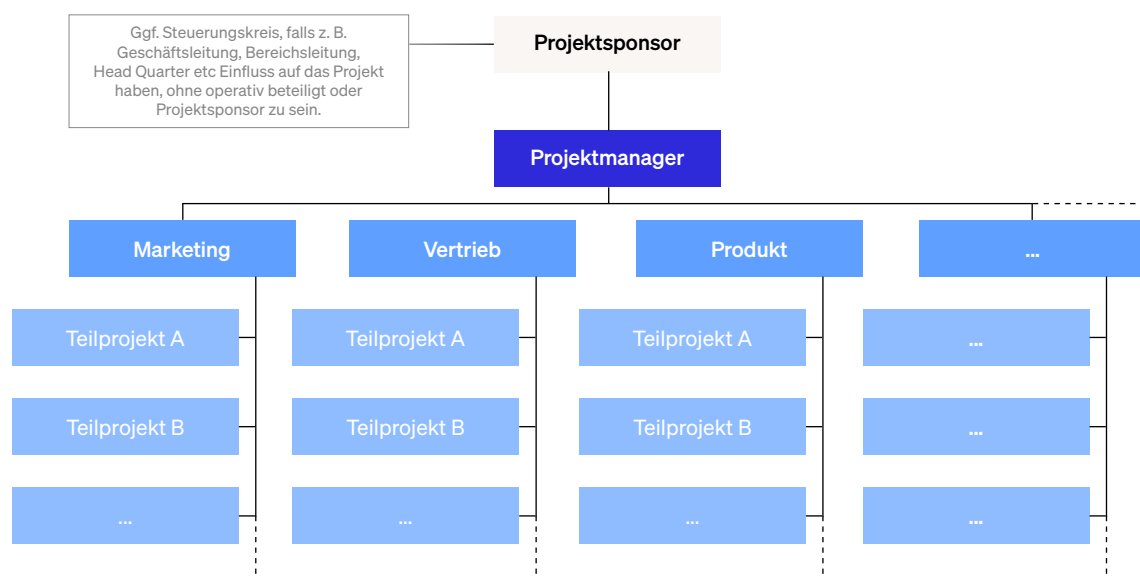 Ggf. Steuerungskreis, falls z. B.
Geschäftsleitung, Bereichsleitung,
Head Quarter etc Einfluss auf das Projekt
haben, ohne operativ beteiligt oder
Projektsponsor zu sein.
Projektsponsor
Projektmanager
Marketing
Vertrieb
Produkt
...
Teilprojekt A
Teilprojekt A
Teilprojekt A
...
Teilprojekt B
Teilprojekt B
Teilprojekt B
...
...
...
...
...